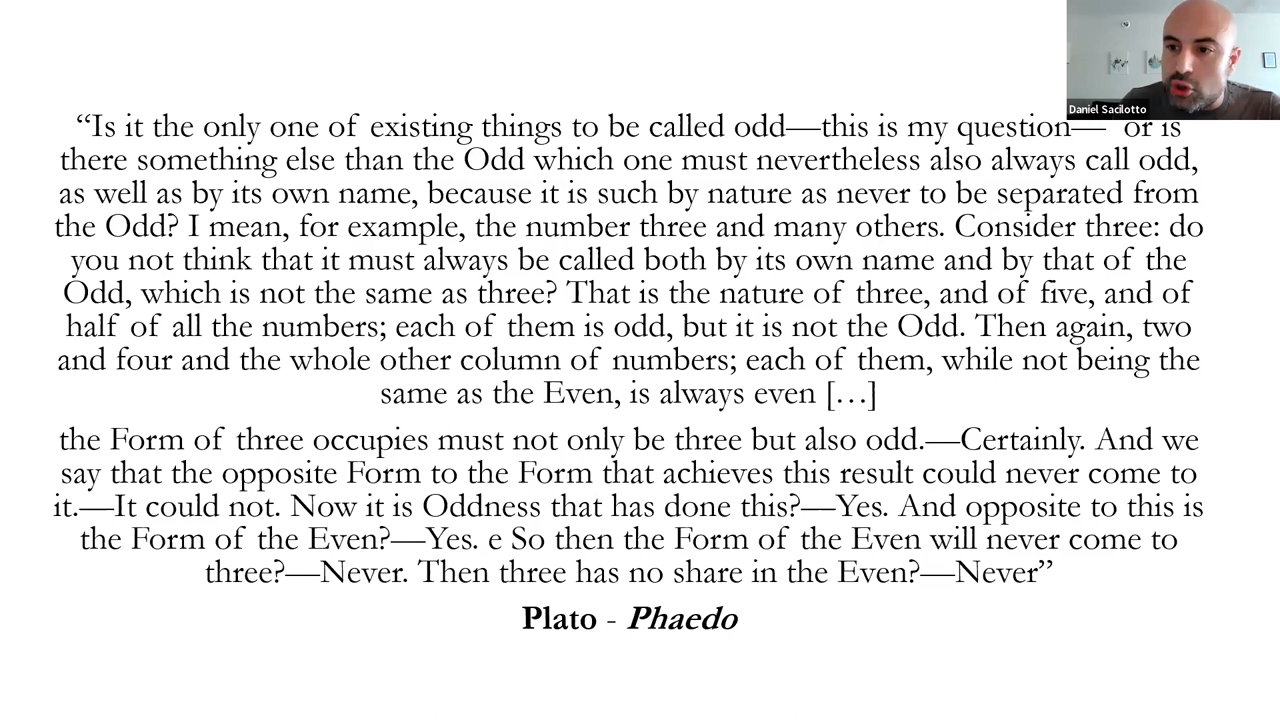 Daniel Sacilotto
“Is it the only one of existing things to be called odd—this is my question— or is
there something else than the Odd which one must nevertheless also always call odd,
as well as by its own name, because it is such by nature as never to be separated from
the Odd? I mean, for example, the number three and many others. Consider three: do
you not think that it must always be called both by its own name and by that of the
Odd, which is not the same as three? That is the nature of three, and of five, and of
half of all the numbers; each of them is odd, but it is not the Odd. Then again, two
and four and the whole other column of numbers; each of them, while not being the
same as the Even, is always even […]
the Form of three occupies must not only be three but also odd.—Certainly. And we
say that the opposite Form to the Form that achieves this result could never come to
it.—It could not. Now it is Oddness that has done this?—Yes. And opposite to this is
the Form of the Even?—Yes. e So then the Form of the Even will never come to
three?—Never. Then three has no share in the Even?—Never”
Plato - Phaedo